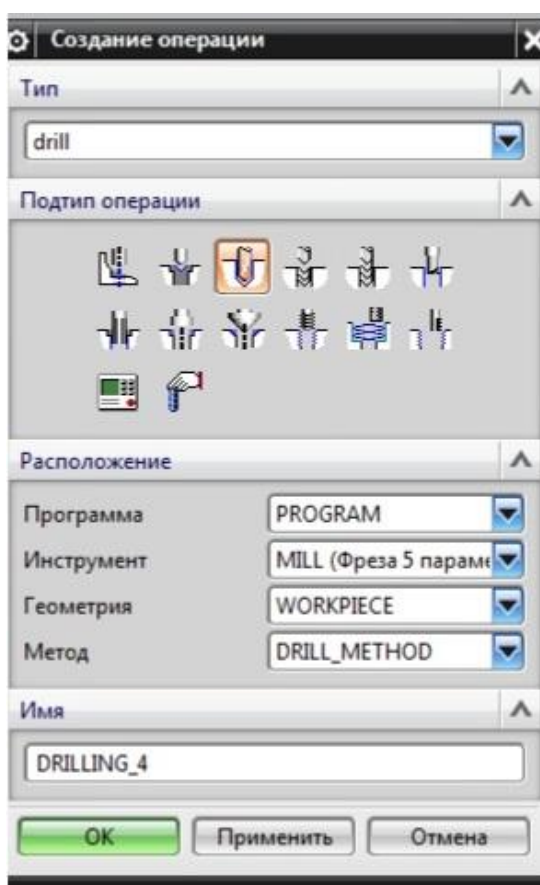 Создание операции
Тип
drill
Подтип операции
Расположение
Программа PROGRAM
Инструмент MILL (Фреза 5 параме
Геометрия WORKPIECE
Метод DRILL_METHOD
Имя
DRILLING_4
ОК Применить Отмена